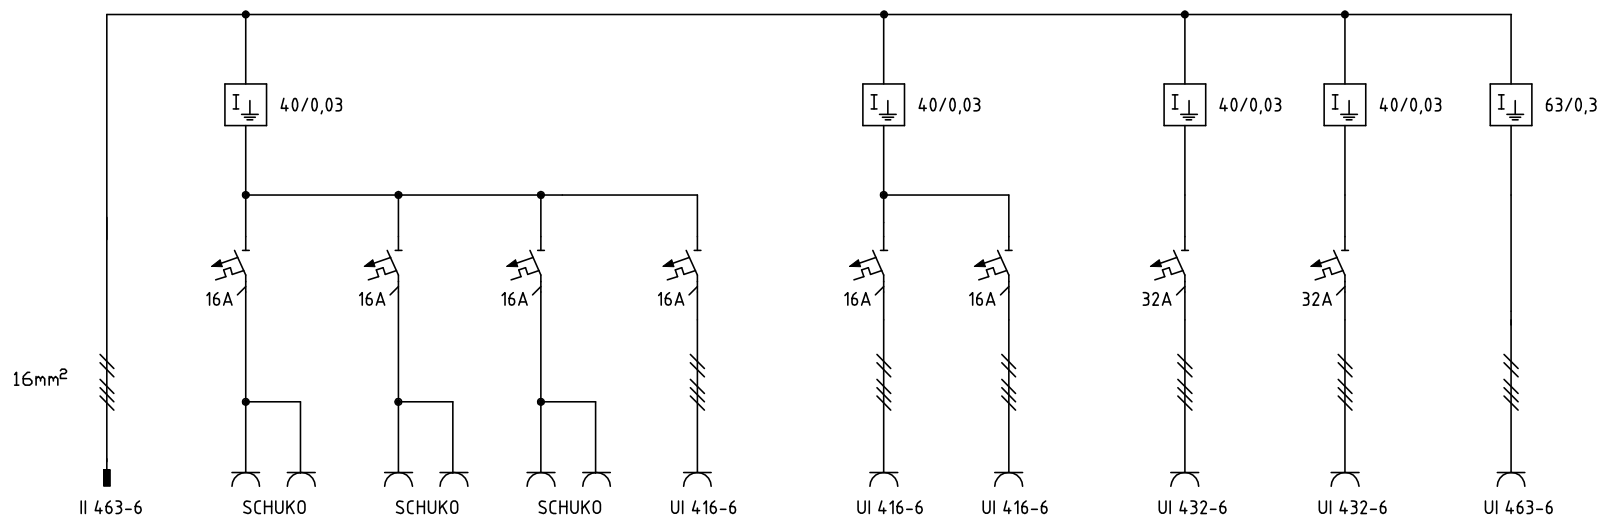 I 40/0,03
I 40/0,03
I 40/0,03
I 40/0,03
I 63/0,3
16A
16A
16A
16A
16A
16A
32A
32A
16mm²
II 463-6
SCHUKO
SCHUKO
SCHUKO
UI 416-6
UI 416-6
UI 416-6
UI 432-6
UI 432-6
UI 463-6